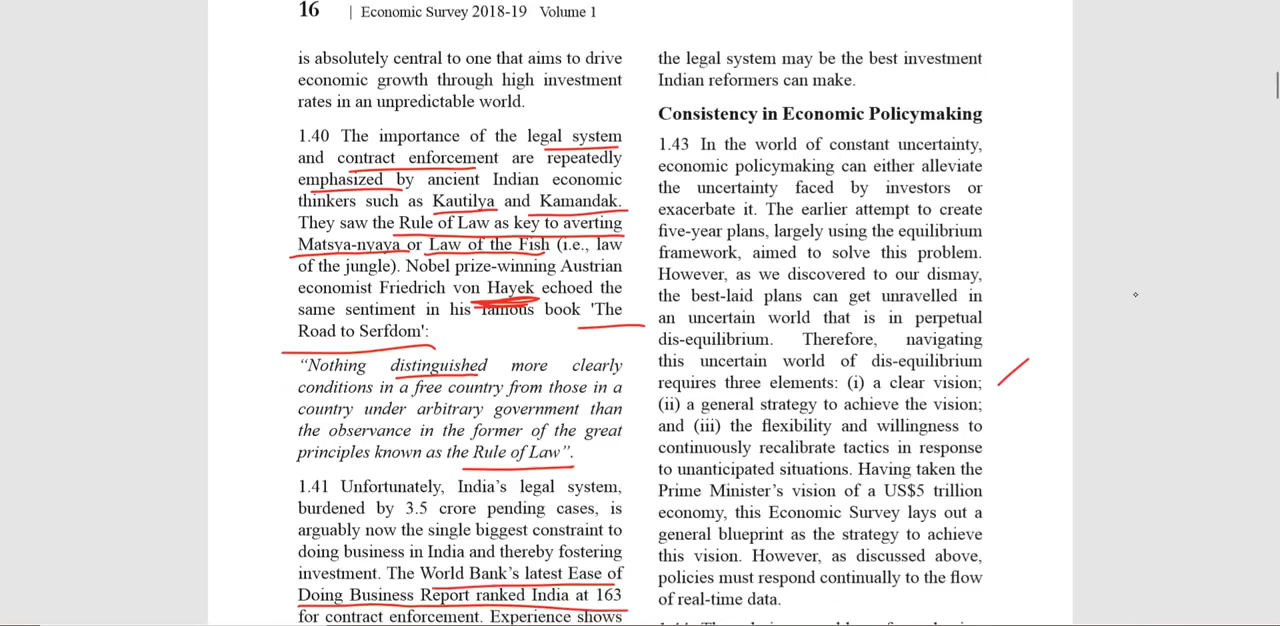 16 | Economic Survey 2018-19 Volume 1
is absolutely central to one that aims to drive
economic growth through high investment
rates in an unpredictable world.
1.40 The importance of the legal system
and contract enforcement are repeatedly
emphasized by ancient Indian economic
thinkers such as Kautilya and Kamandak.
They saw the Rule of Law as key to averting
Matsya-nyaya or Law of the Fish (i.e., law
of the jungle). Nobel prize-winning Austrian
economist Friedrich von Hayek echoed the
same sentiment in his famous book 'The
Road to Serfdom':
“Nothing distinguished more clearly
conditions in a free country from those in a
country under arbitrary government than
the observance in the former of the great
principles known as the Rule of Law”.
1.41 Unfortunately, India’s legal system,
burdened by 3.5 crore pending cases, is
arguably now the single biggest constraint to
doing business in India and thereby fostering
investment. The World Bank’s latest Ease of
Doing Business Report ranked India at 163
for contract enforcement. Experience shows
the legal system may be the best investment
Indian reformers can make.
Consistency in Economic Policymaking
1.43 In the world of constant uncertainty,
economic policymaking can either alleviate
the uncertainty faced by investors or
exacerbate it. The earlier attempt to create
five-year plans, largely using the equilibrium
framework, aimed to solve this problem.
However, as we discovered to our dismay,
the best-laid plans can get unravelled in
an uncertain world that is in perpetual
dis-equilibrium. Therefore, navigating
this uncertain world of dis-equilibrium
requires three elements: (i) a clear vision;
(ii) a general strategy to achieve the vision;
and (iii) the flexibility and willingness to
continuously recalibrate tactics in response
to unanticipated situations. Having taken the
Prime Minister’s vision of a US$5 trillion
economy, this Economic Survey lays out a
general blueprint as the strategy to achieve
this vision. However, as discussed above,
policies must respond continually to the flow
of real-time data.